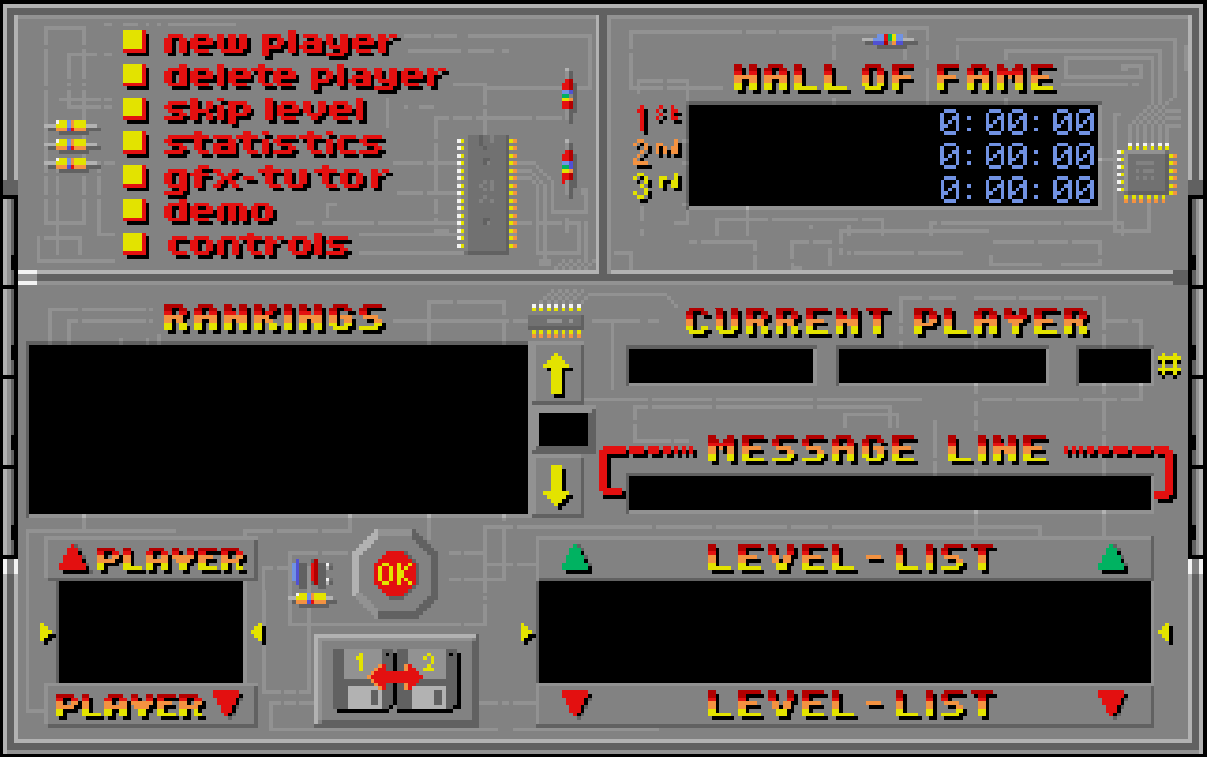 new player
delete player
skip level
statistics
gfx-tutor
demo
controls
HALL OF FAME
1st 0:00:00
2nd 0:00:00
3rd 0:00:00
RANKINGS
CURRENT PLAYER
#
MESSAGE LINE
PLAYER
OK
LEVEL-LIST
1 2
PLAYER
LEVEL-LIST